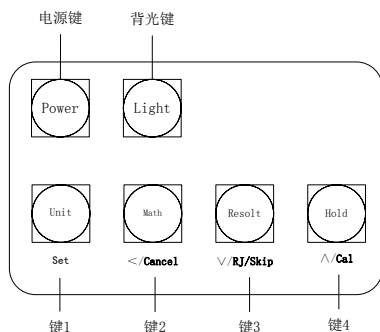 电源键 背光键
Power Light
Unit Math Resolt Hold
Set </Cancel ∨/RJ/Skip ∧/Cal
键1 键2 键3 键4